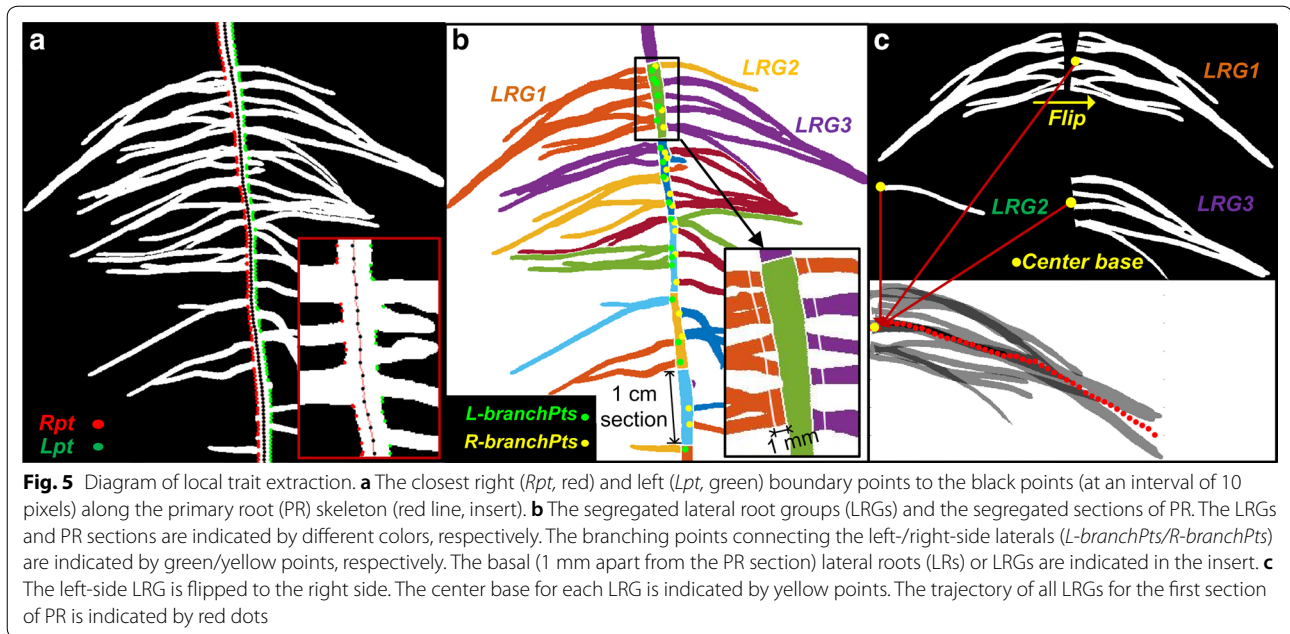 a
Rpt
Lpt
b
LRG1
LRG2
LRG3
1 cm
section
L-branchPts
R-branchPts
1 mm
c
LRG1
Flip
LRG2
LRG3
Center base
Fig. 5 Diagram of local trait extraction. a The closest right (Rpt, red) and left (Lpt, green) boundary points to the black points (at an interval of 10
pixels) along the primary root (PR) skeleton (red line, insert). b The segregated lateral root groups (LRGs) and the segregated sections of PR. The LRGs
and PR sections are indicated by different colors, respectively. The branching points connecting the left-/right-side laterals (L-branchPts/R-branchPts)
are indicated by green/yellow points, respectively. The basal (1 mm apart from the PR section) lateral roots (LRs) or LRGs are indicated in the insert. c
The left-side LRG is flipped to the right side. The center base for each LRG is indicated by yellow points. The trajectory of all LRGs for the first section
of PR is indicated by red dots